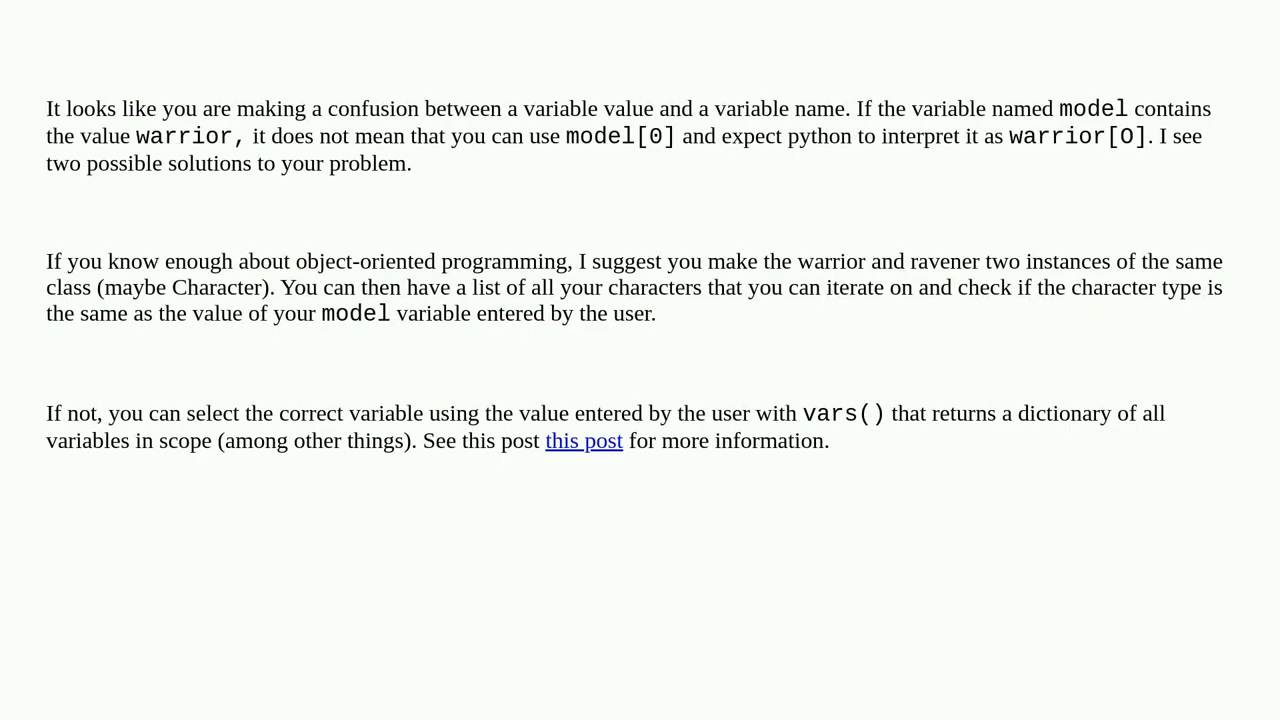 It looks like you are making a confusion between a variable value and a variable name. If the variable named model contains
the value warrior, it does not mean that you can use model[0] and expect python to interpret it as warrior[O]. I see
two possible solutions to your problem.
If you know enough about object-oriented programming, I suggest you make the warrior and ravener two instances of the same
class (maybe Character). You can then have a list of all your characters that you can iterate on and check if the character type is
the same as the value of your model variable entered by the user.
If not, you can select the correct variable using the value entered by the user with vars() that returns a dictionary of all
variables in scope (among other things). See this post this post for more information.